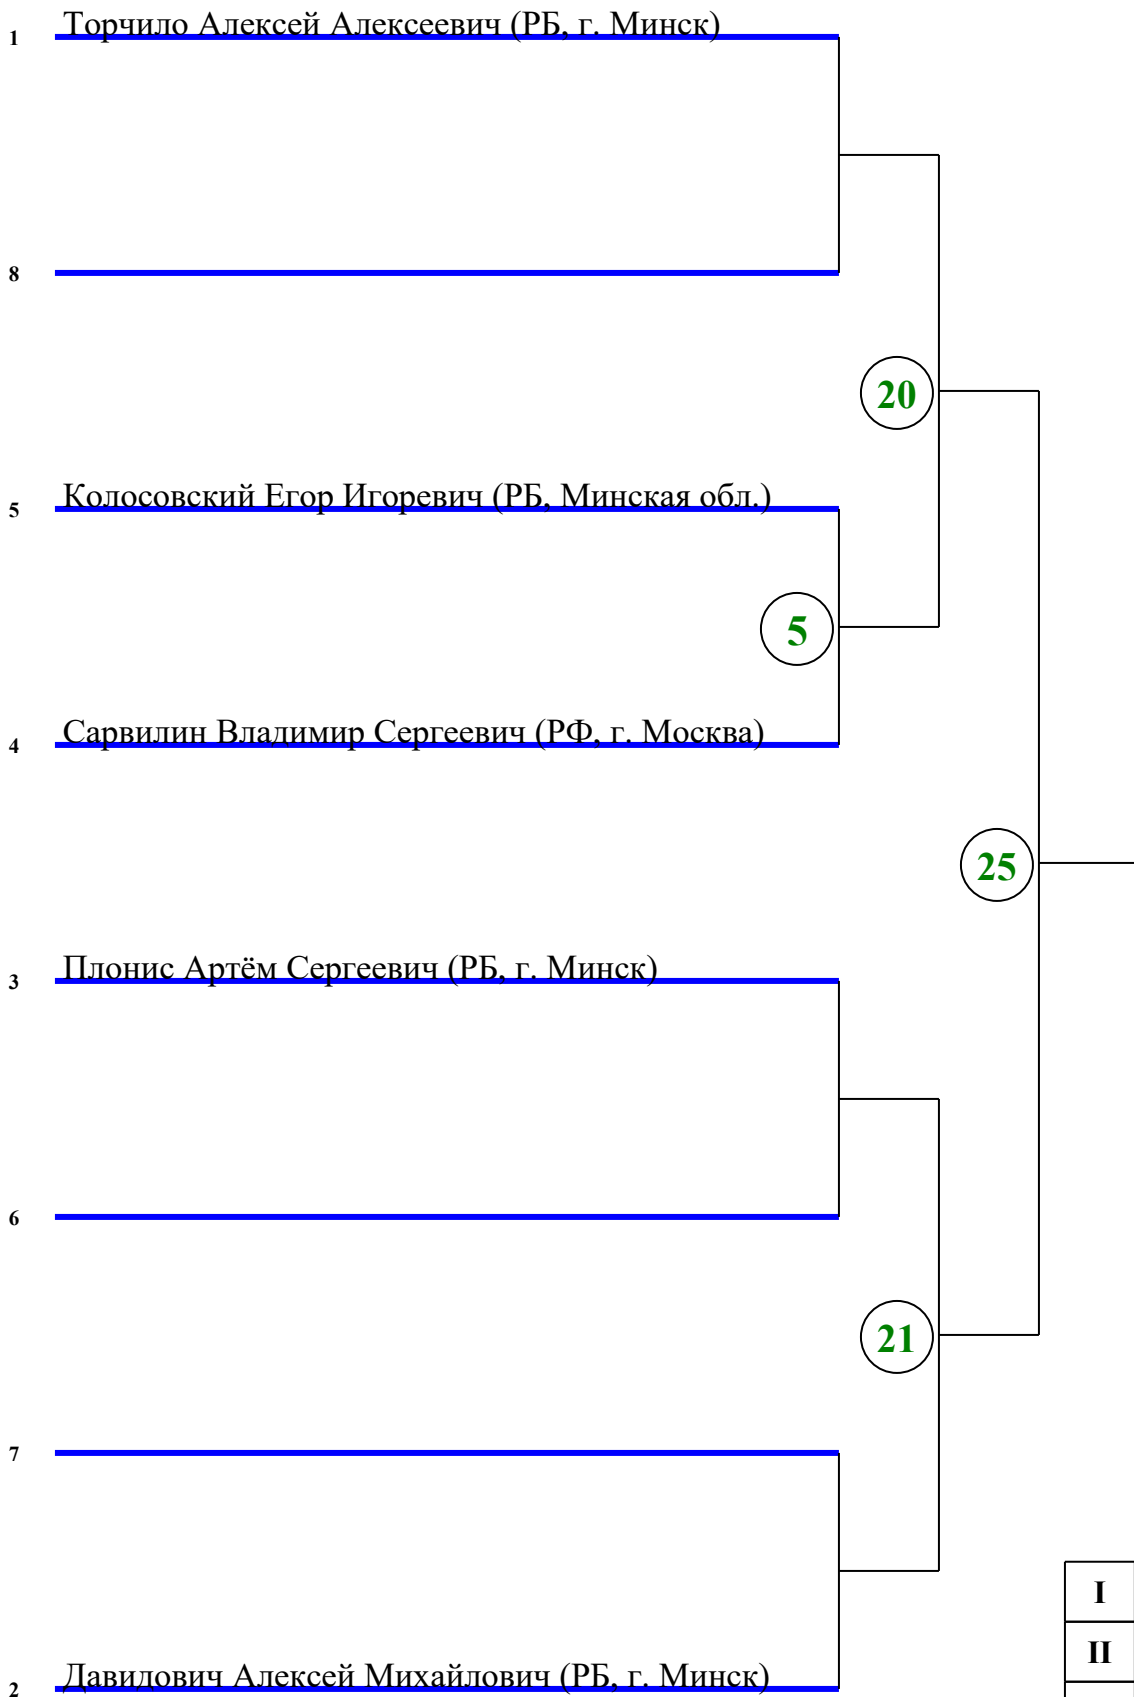 1 Торчило Алексей Алексеевич (РБ, г. Минск)
8
20
5 Колосовский Егор Игоревич (РБ, Минская обл.)
5
4 Сарвилин Владимир Сергеевич (РФ, г. Москва)
25
3 Плонис Артём Сергеевич (РБ, г. Минск)
6
21
7
I
II
2 Давидович Алексей Михайлович (РБ, г. Минск)